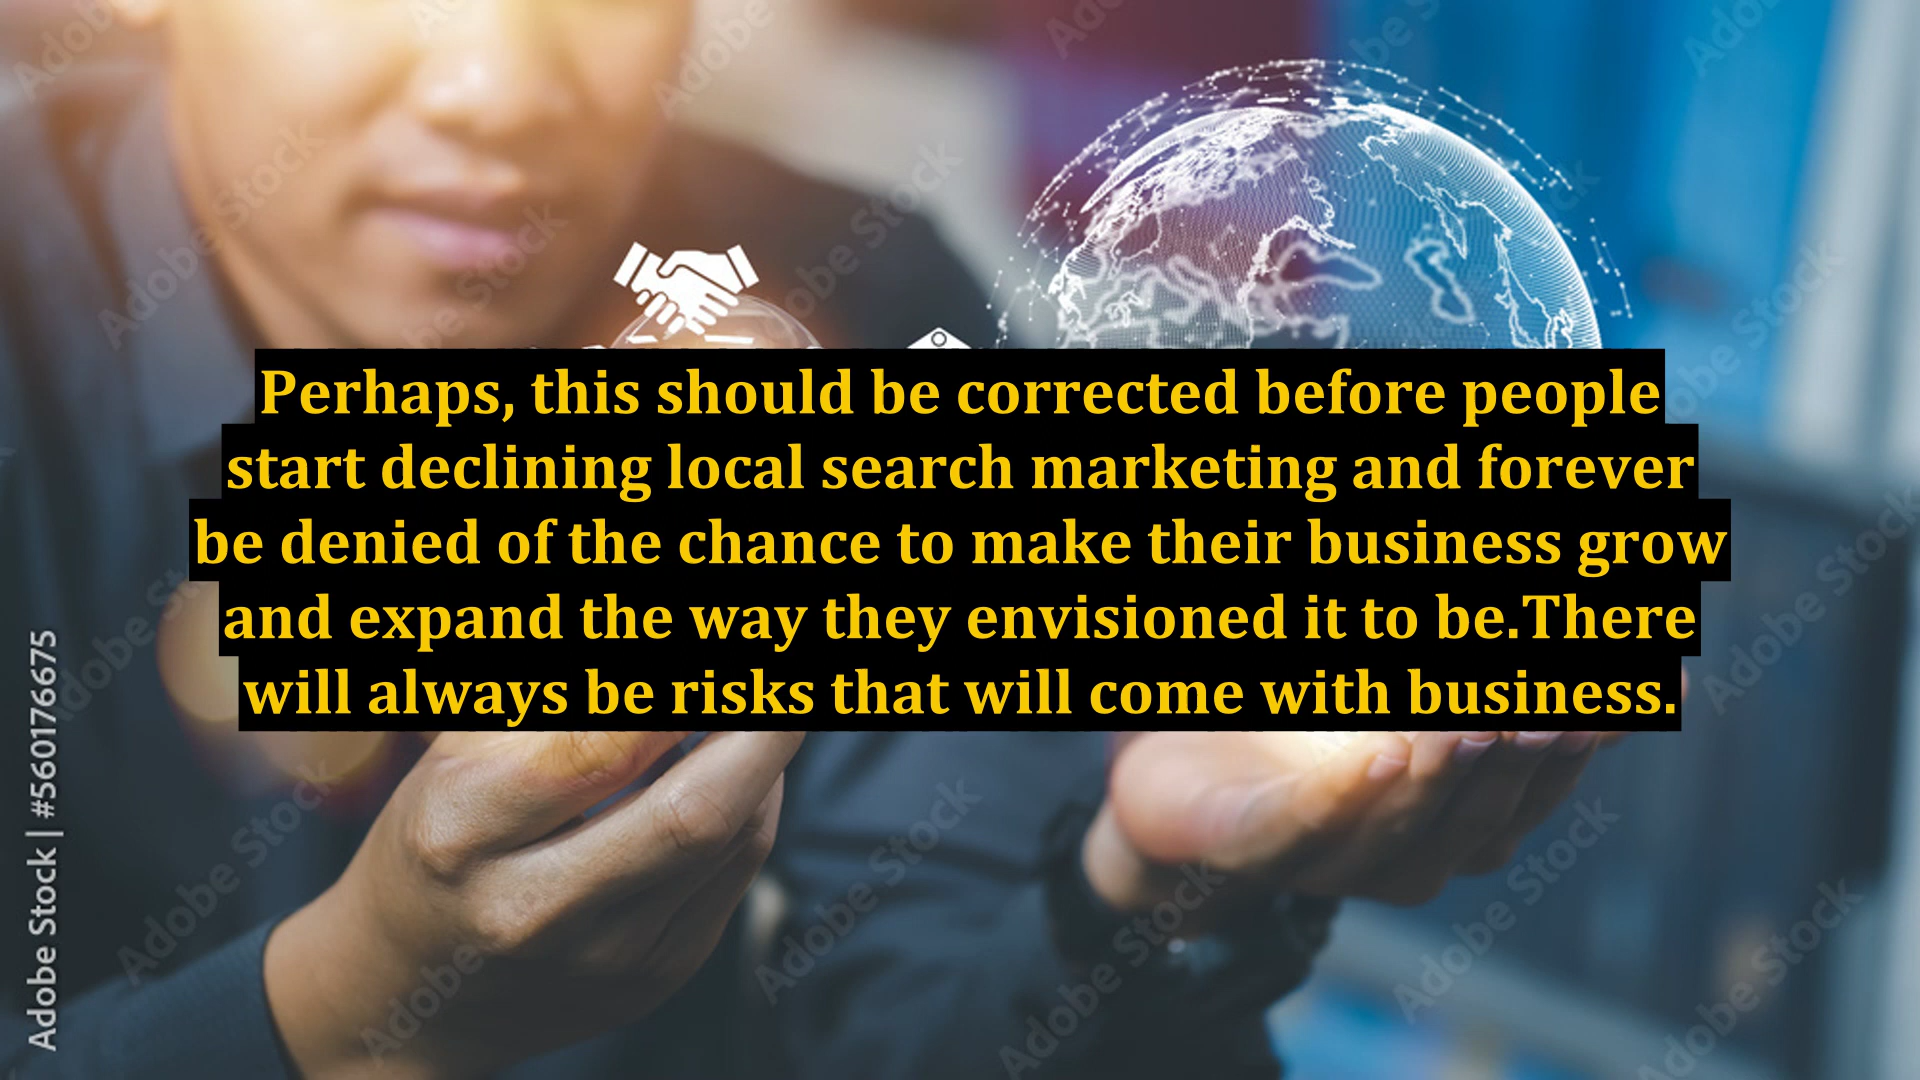 Perhaps, this should be corrected before people
start declining local search marketing and forever
be denied of the chance to make their business grow
and expand the way they envisioned it to be.There
will always be risks that will come with business.
Adobe Stock | #560176675
Adobe Stock